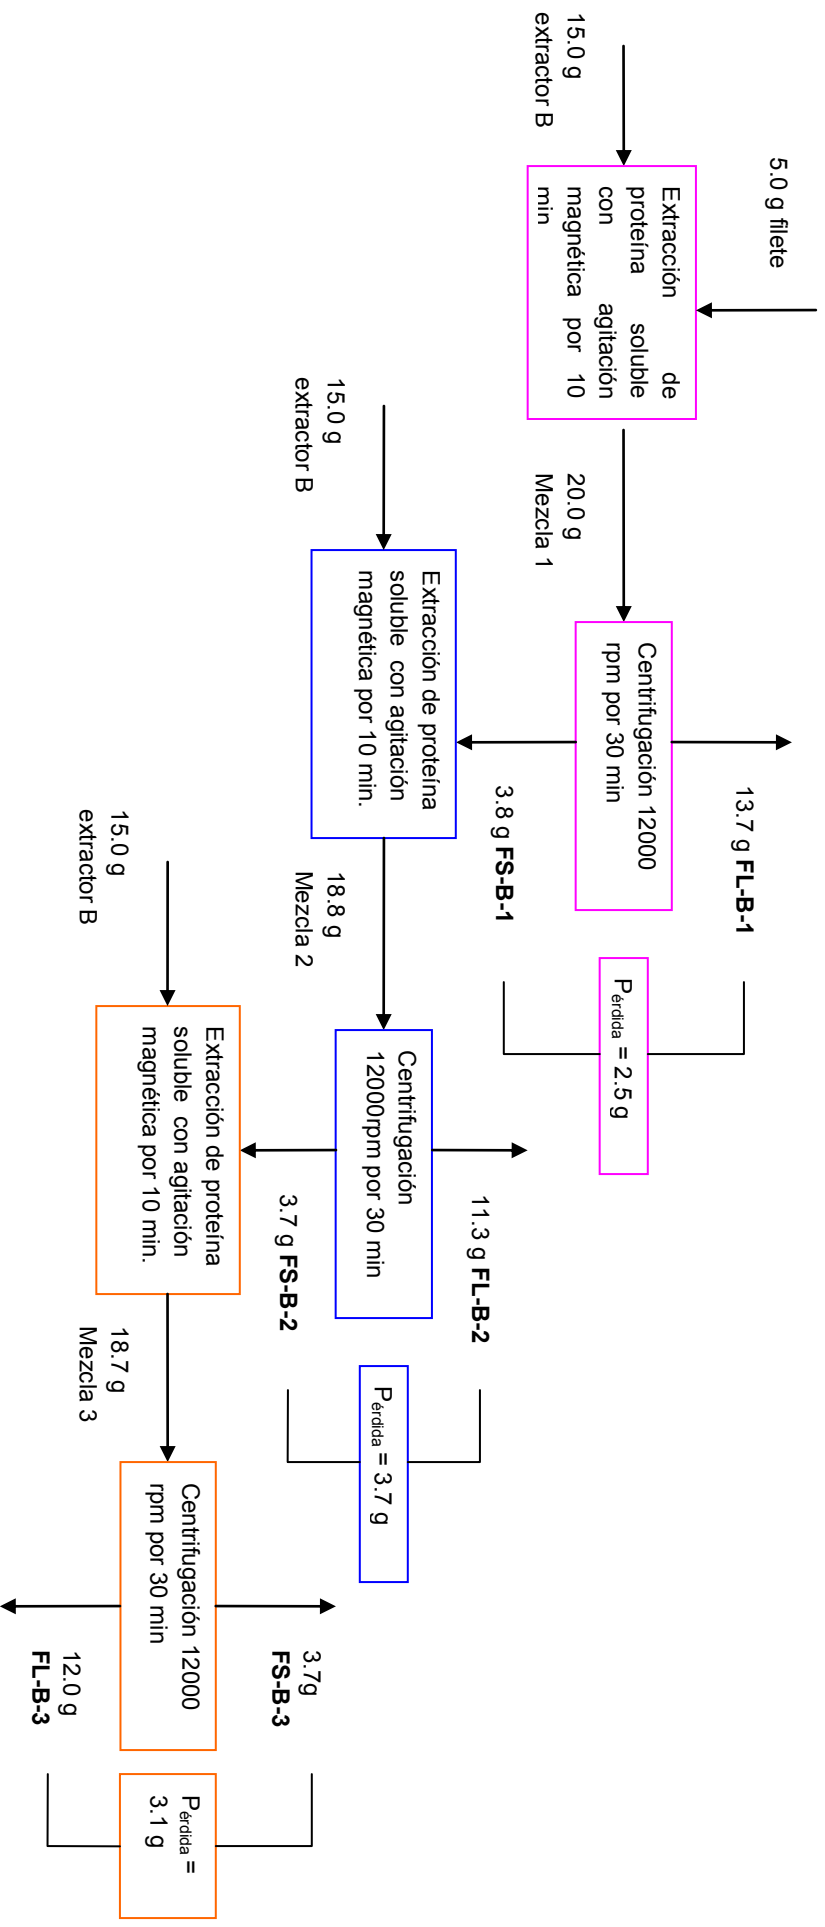 5.0 g filete
15.0 g
extractor B
Extracción de
proteína soluble
con agitación
magnética por 10
min
20.0 g
Mezcla 1
Centrifugación 12000
rpm por 30 min
13.7 g FL-B-1
3.8 g FS-B-1
Pérdida = 2.5 g
15.0 g
extractor B
Extracción de proteína
soluble con agitación
magnética por 10 min.
18.8 g
Mezcla 2
Centrifugación
12000rpm por 30 min
11.3 g FL-B-2
3.7 g FS-B-2
Pérdida = 3.7 g
15.0 g
extractor B
Extracción de proteína
soluble con agitación
magnética por 10 min.
18.7 g
Mezcla 3
Centrifugación 12000
rpm por 30 min
3.7g
FS-B-3
12.0 g
FL-B-3
Pérdida =
3.1 g